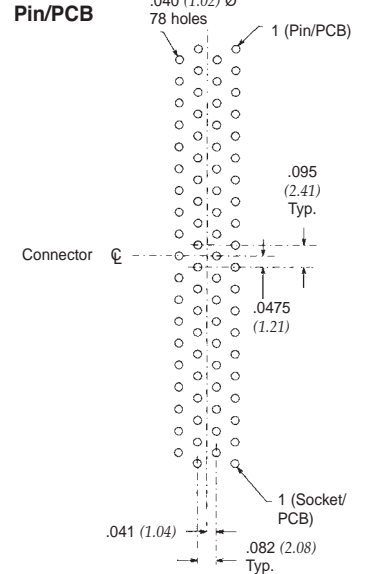 Pin/PCB
.040 (1.02) Ø
78 holes
1 (Pin/PCB)
.095
(2.41)
Typ.
Connector ℄
.0475
(1.21)
1 (Socket/
PCB)
.041 (1.04)
.082 (2.08)
Typ.